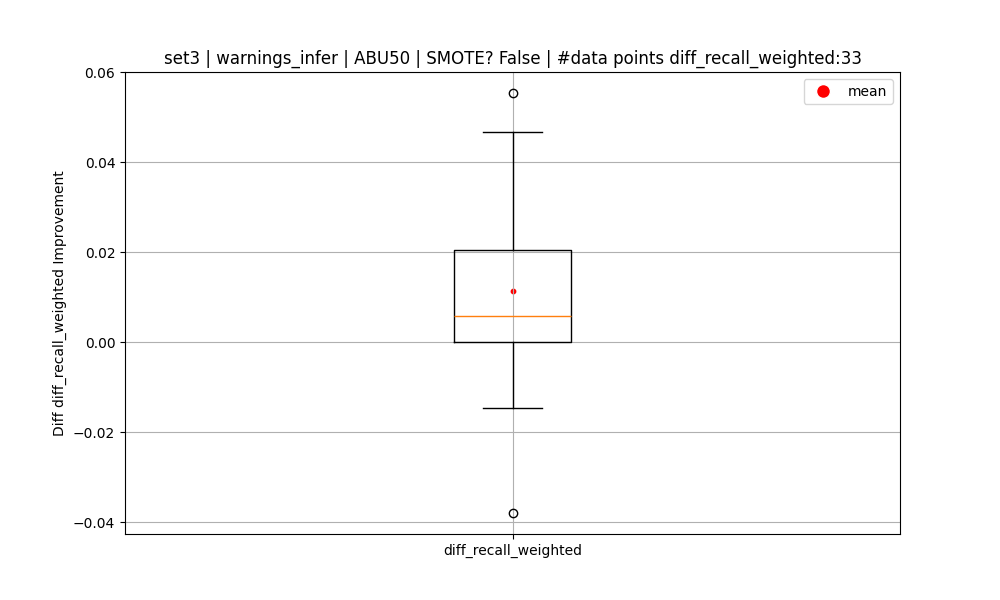 set3 | warnings_infer | ABU50 | SMOTE? False | #data points diff_recall_weighted:33
mean
0.06
0.04
0.02
0.00
−0.02
−0.04
Diff diff_recall_weighted Improvement
diff_recall_weighted